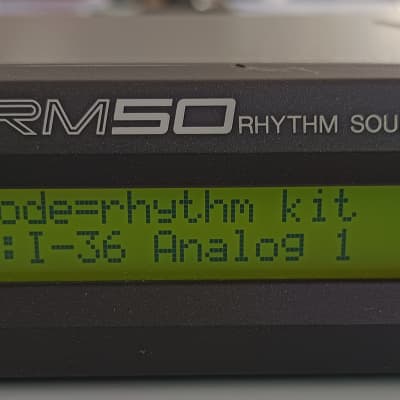 RM50 RHYTHM SOU
ode=rhythm kit
:I-36 Analog 1